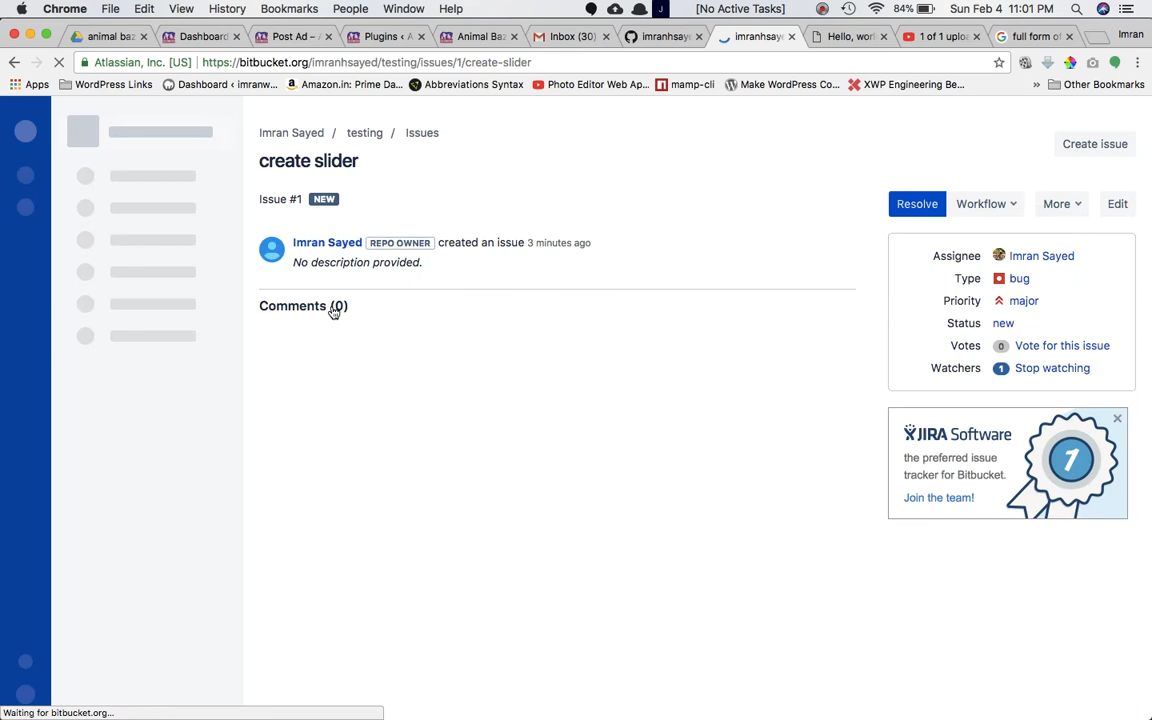 Chrome File Edit View History Bookmarks People Window Help [No Active Tasks] 84% Sun Feb 4 11:01 PM
animal baz Dashboard Post Ad – Plugins ‹ A Animal Baz Inbox (30) imranhsaye imranhsaye Hello, worl 1 of 1 uploa full form of Imran
Atlassian, Inc. [US] https://bitbucket.org/imranhsayed/testing/issues/1/create-slider
Apps WordPress Links Dashboard ‹ imranw... Amazon.in: Prime Da... Abbreviations Syntax Photo Editor Web Ap... mamp-cli Make WordPress Co... XWP Engineering Be... » Other Bookmarks
Imran Sayed / testing / Issues
Create issue
create slider
Issue #1 NEW
Resolve Workflow More Edit
Imran Sayed REPO OWNER created an issue 3 minutes ago
No description provided.
Comments (0)
Assignee Imran Sayed
Type bug
Priority major
Status new
Votes 0 Vote for this issue
Watchers 1 Stop watching
JIRA Software
the preferred issue
tracker for Bitbucket.
Join the team!
1
Waiting for bitbucket.org...